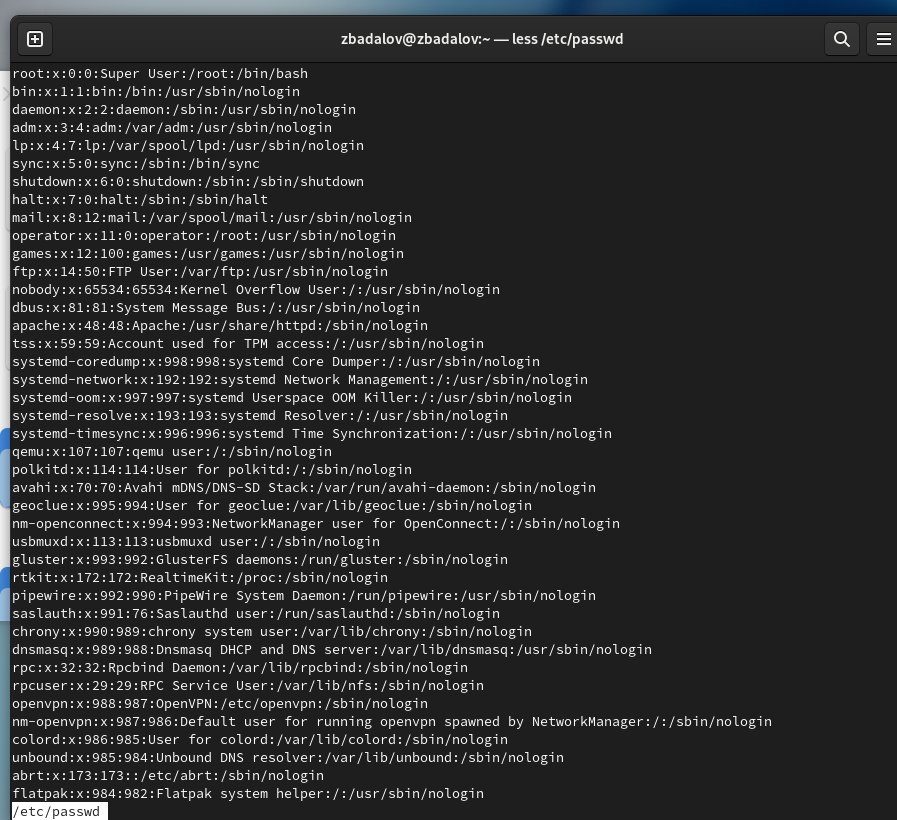 zbadalov@zbadalov:~ — less /etc/passwd
root:x:0:0:Super User:/root:/bin/bash
bin:x:1:1:bin:/bin:/usr/sbin/nologin
daemon:x:2:2:daemon:/sbin:/usr/sbin/nologin
adm:x:3:4:adm:/var/adm:/usr/sbin/nologin
lp:x:4:7:lp:/var/spool/lpd:/usr/sbin/nologin
sync:x:5:0:sync:/sbin:/bin/sync
shutdown:x:6:0:shutdown:/sbin:/sbin/shutdown
halt:x:7:0:halt:/sbin:/sbin/halt
mail:x:8:12:mail:/var/spool/mail:/usr/sbin/nologin
operator:x:11:0:operator:/root:/usr/sbin/nologin
games:x:12:100:games:/usr/games:/usr/sbin/nologin
ftp:x:14:50:FTP User:/var/ftp:/usr/sbin/nologin
nobody:x:65534:65534:Kernel Overflow User:/:/usr/sbin/nologin
dbus:x:81:81:System Message Bus:/:/usr/sbin/nologin
apache:x:48:48:Apache:/usr/share/httpd:/sbin/nologin
tss:x:59:59:Account used for TPM access:/:/usr/sbin/nologin
systemd-coredump:x:998:998:systemd Core Dumper:/:/usr/sbin/nologin
systemd-network:x:192:192:systemd Network Management:/:/usr/sbin/nologin
systemd-oom:x:997:997:systemd Userspace OOM Killer:/:/usr/sbin/nologin
systemd-resolve:x:193:193:systemd Resolver:/:/usr/sbin/nologin
systemd-timesync:x:996:996:systemd Time Synchronization:/:/usr/sbin/nologin
qemu:x:107:107:qemu user:/:/sbin/nologin
polkitd:x:114:114:User for polkitd:/:/sbin/nologin
avahi:x:70:70:Avahi mDNS/DNS-SD Stack:/var/run/avahi-daemon:/sbin/nologin
geoclue:x:995:994:User for geoclue:/var/lib/geoclue:/sbin/nologin
nm-openconnect:x:994:993:NetworkManager user for OpenConnect:/:/sbin/nologin
usbmuxd:x:113:113:usbmuxd user:/:/sbin/nologin
gluster:x:993:992:GlusterFS daemons:/run/gluster:/sbin/nologin
rtkit:x:172:172:RealtimeKit:/proc:/sbin/nologin
pipewire:x:992:990:PipeWire System Daemon:/run/pipewire:/usr/sbin/nologin
saslauth:x:991:76:Saslauthd user:/run/saslauthd:/sbin/nologin
chrony:x:990:989:chrony system user:/var/lib/chrony:/sbin/nologin
dnsmasq:x:989:988:Dnsmasq DHCP and DNS server:/var/lib/dnsmasq:/usr/sbin/nologin
rpc:x:32:32:Rpcbind Daemon:/var/lib/rpcbind:/sbin/nologin
rpcuser:x:29:29:RPC Service User:/var/lib/nfs:/sbin/nologin
openvpn:x:988:987:OpenVPN:/etc/openvpn:/sbin/nologin
nm-openvpn:x:987:986:Default user for running openvpn spawned by NetworkManager:/:/sbin/nologin
colord:x:986:985:User for colord:/var/lib/colord:/sbin/nologin
unbound:x:985:984:Unbound DNS resolver:/var/lib/unbound:/sbin/nologin
abrt:x:173:173::/etc/abrt:/sbin/nologin
flatpak:x:984:982:Flatpak system helper:/:/usr/sbin/nologin
/etc/passwd